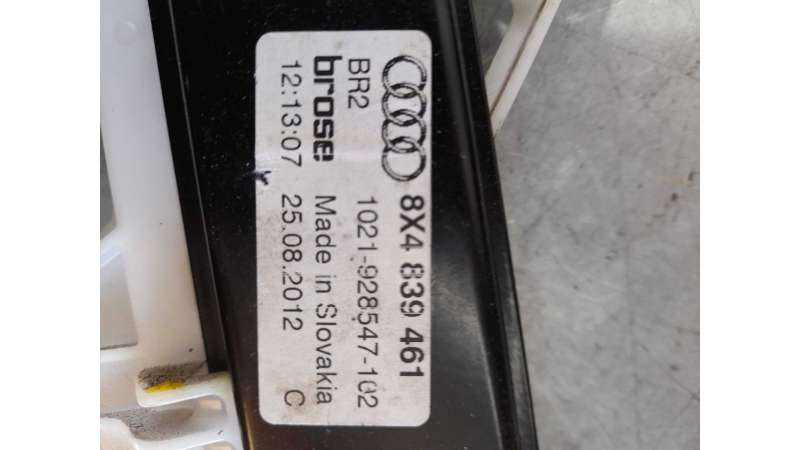 8X4 839 461
BR2 1021-928547-102
brose Made in Slovakia
12:13:07 25.08.2012 C